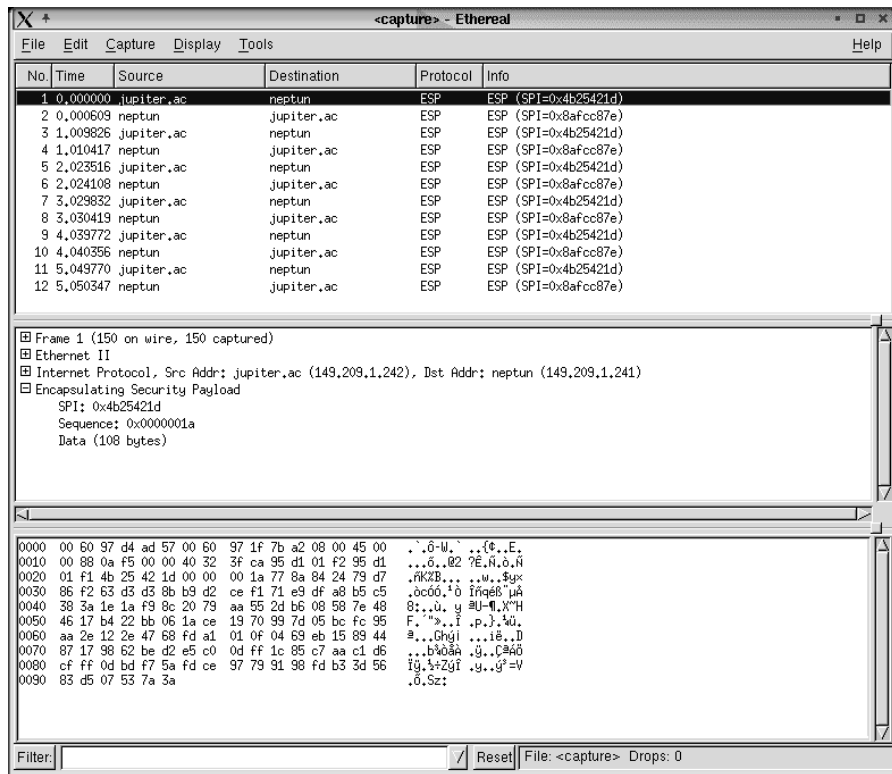 <capture> - Ethereal
File Edit Capture Display Tools Help
No. Time Source Destination Protocol Info
1 0.000000 jupiter.ac neptun ESP ESP (SPI=0x4b25421d)
2 0.000609 neptun jupiter.ac ESP ESP (SPI=0x8afcc87e)
3 1.009826 jupiter.ac neptun ESP ESP (SPI=0x4b25421d)
4 1.010417 neptun jupiter.ac ESP ESP (SPI=0x8afcc87e)
5 2.023516 jupiter.ac neptun ESP ESP (SPI=0x4b25421d)
6 2.024108 neptun jupiter.ac ESP ESP (SPI=0x8afcc87e)
7 3.029832 jupiter.ac neptun ESP ESP (SPI=0x4b25421d)
8 3.030419 neptun jupiter.ac ESP ESP (SPI=0x8afcc87e)
9 4.039772 jupiter.ac neptun ESP ESP (SPI=0x4b25421d)
10 4.040356 neptun jupiter.ac ESP ESP (SPI=0x8afcc87e)
11 5.049770 jupiter.ac neptun ESP ESP (SPI=0x4b25421d)
12 5.050347 neptun jupiter.ac ESP ESP (SPI=0x8afcc87e)
Frame 1 (150 on wire, 150 captured)
Ethernet II
Internet Protocol, Src Addr: jupiter.ac (149.209.1.242), Dst Addr: neptun (149.209.1.241)
Encapsulating Security Payload
SPI: 0x4b25421d
Sequence: 0x0000001a
Data (108 bytes)
0000 00 60 97 d4 ad 57 00 60 97 1f 7b a2 08 00 45 00
0010 00 88 0a f5 00 00 40 32 3f ca 95 d1 01 f2 95 d1
0020 01 f1 4b 25 42 1d 00 00 00 1a 77 8a 84 24 79 d7
0030 86 f2 63 d3 d3 8b b9 d2 ce f1 71 e9 df a8 b5 c5
0040 38 3a 1e 1a f9 8c 20 79 aa 55 2d b6 08 58 7e 48
0050 46 17 b4 22 bb 06 1a ce 19 70 99 7d 05 bc fc 95
0060 aa 2e 12 2e 47 68 fd a1 01 0f 04 69 eb 15 89 44
0070 87 17 98 62 be d2 e5 c0 0d ff 1c 85 c7 aa c1 d6
0080 cf ff 0d bd f7 5a fd ce 97 79 91 98 fd b3 3d 56
0090 83 d5 07 53 7a 3a
Filter: Reset File: <capture> Drops: 0